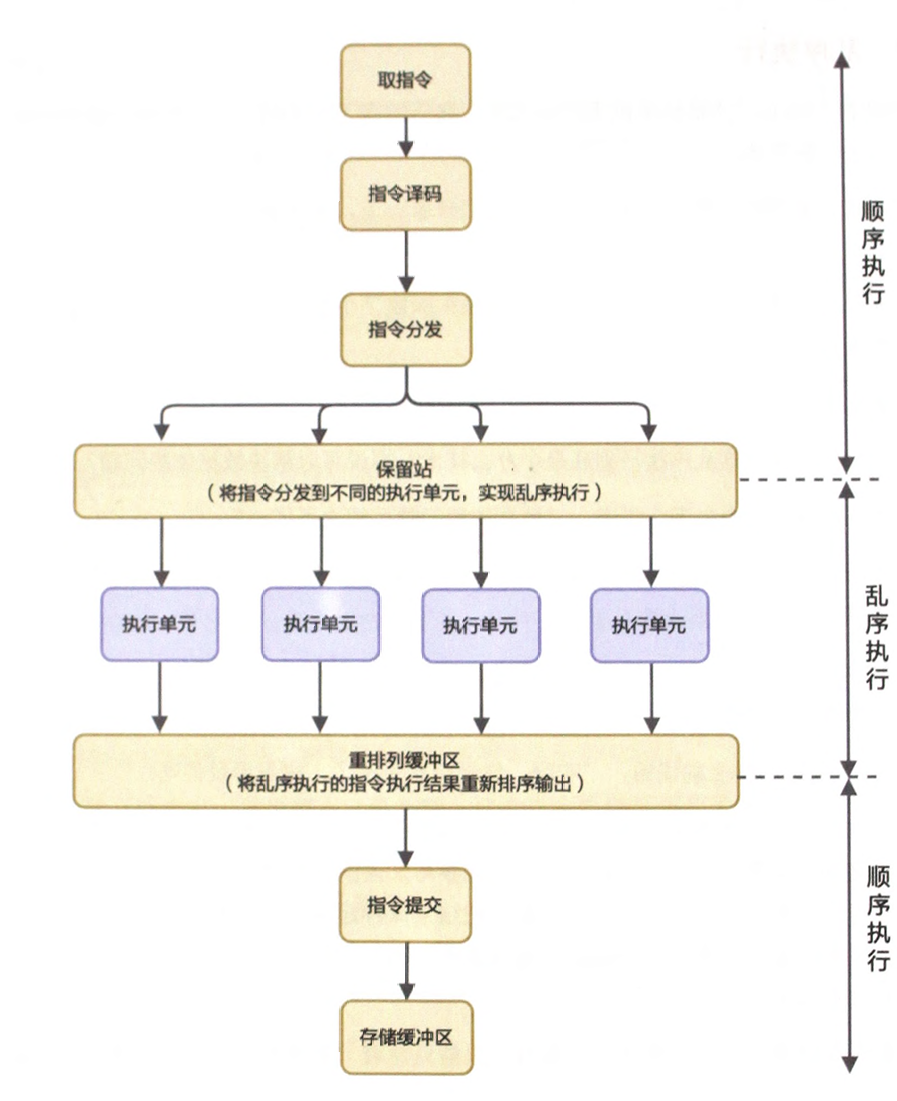 取指令
指令译码
指令分发
顺序执行
保留站
（将指令分发到不同的执行单元，实现乱序执行）
执行单元
执行单元
执行单元
执行单元
乱序执行
重排列缓冲区
（将乱序执行的指令执行结果重新排序输出）
指令提交
顺序执行
存储缓冲区